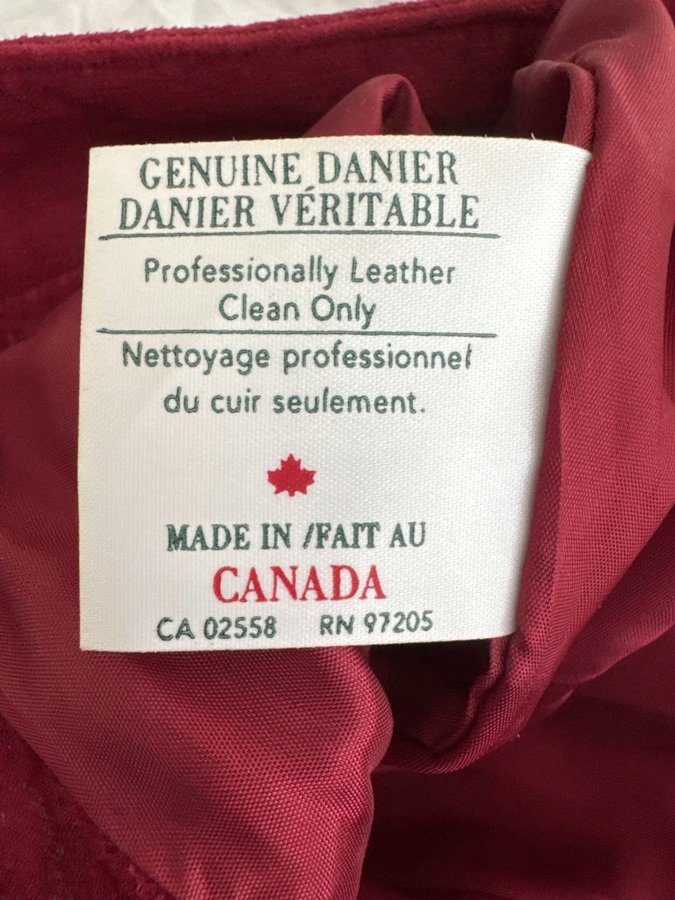 GENUINE DANIER
DANIER VÉRITABLE
Professionally Leather
Clean Only
Nettoyage professionnel
du cuir seulement.
MADE IN /FAIT AU
CANADA
CA 02558 RN 97205